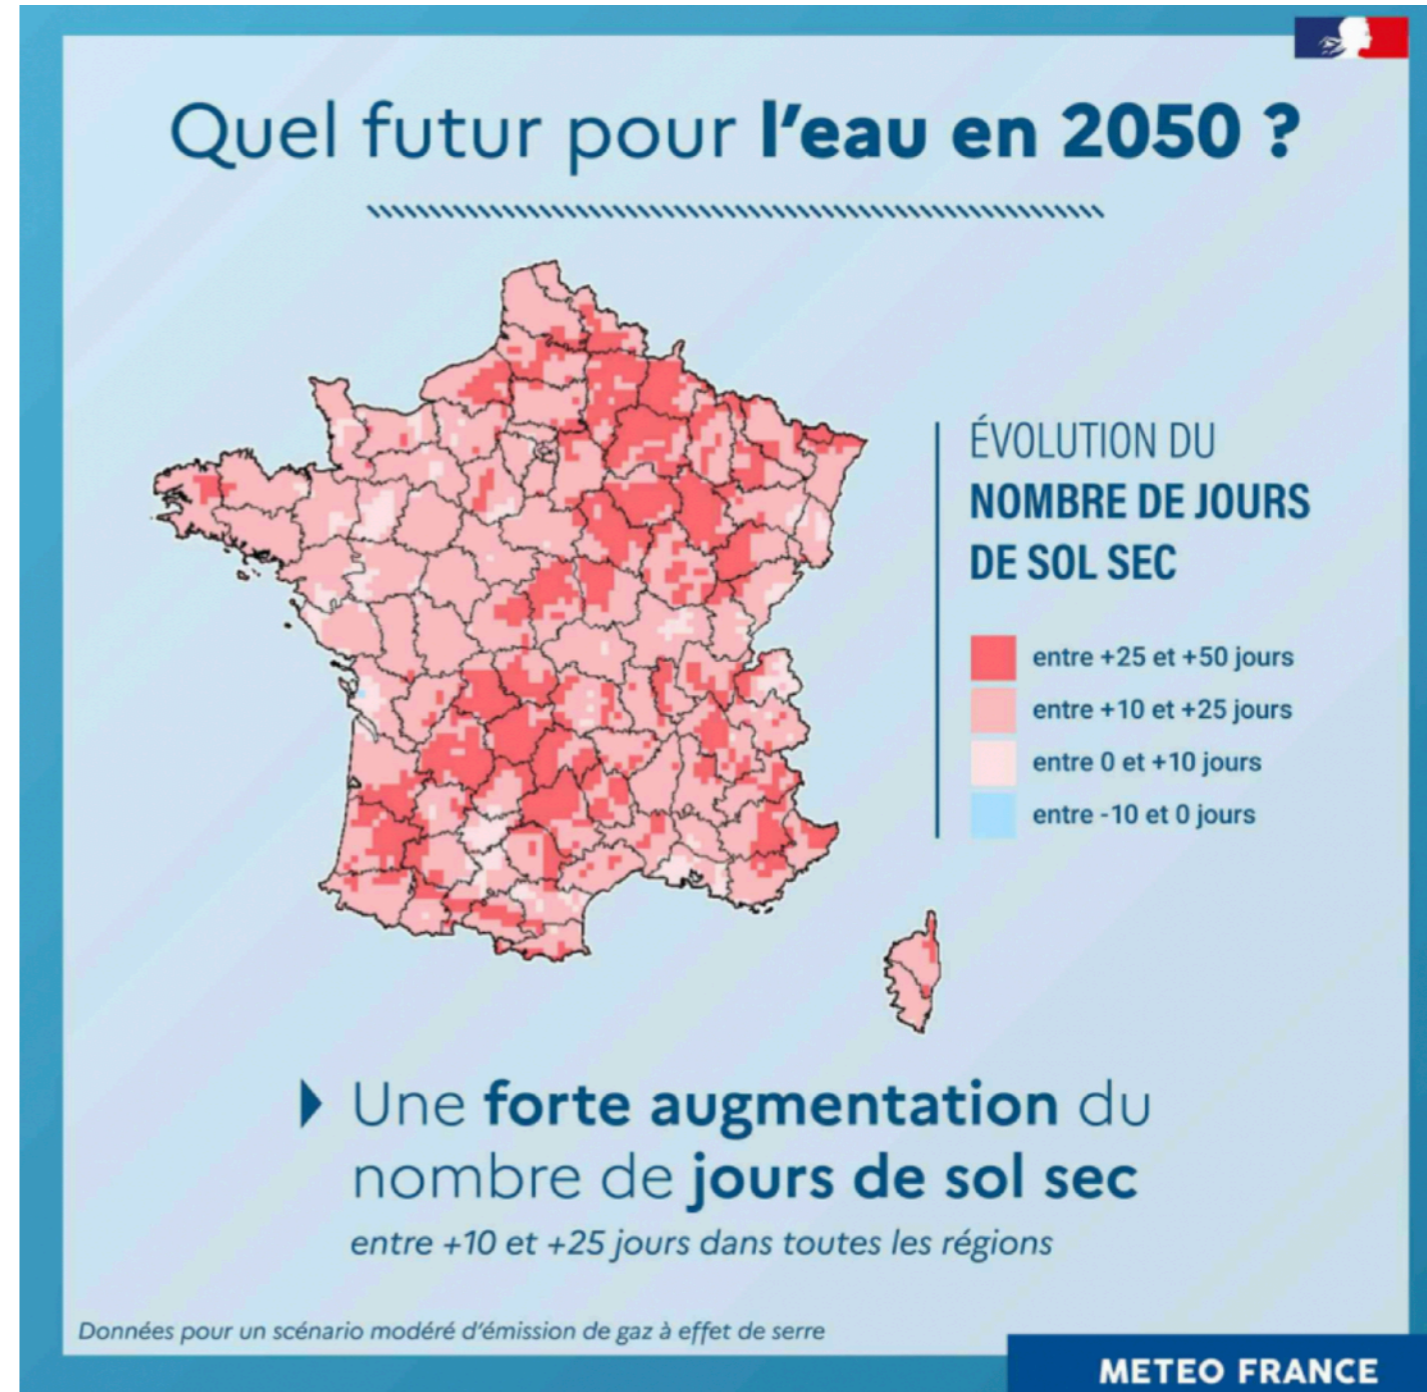 Quel futur pour l'eau en 2050 ?
ÉVOLUTION DU
NOMBRE DE JOURS
DE SOL SEC
entre +25 et +50 jours
entre +10 et +25 jours
entre 0 et +10 jours
entre -10 et 0 jours
Une forte augmentation du
nombre de jours de sol sec
entre +10 et +25 jours dans toutes les régions
Données pour un scénario modéré d'émission de gaz à effet de serre
METEO FRANCE